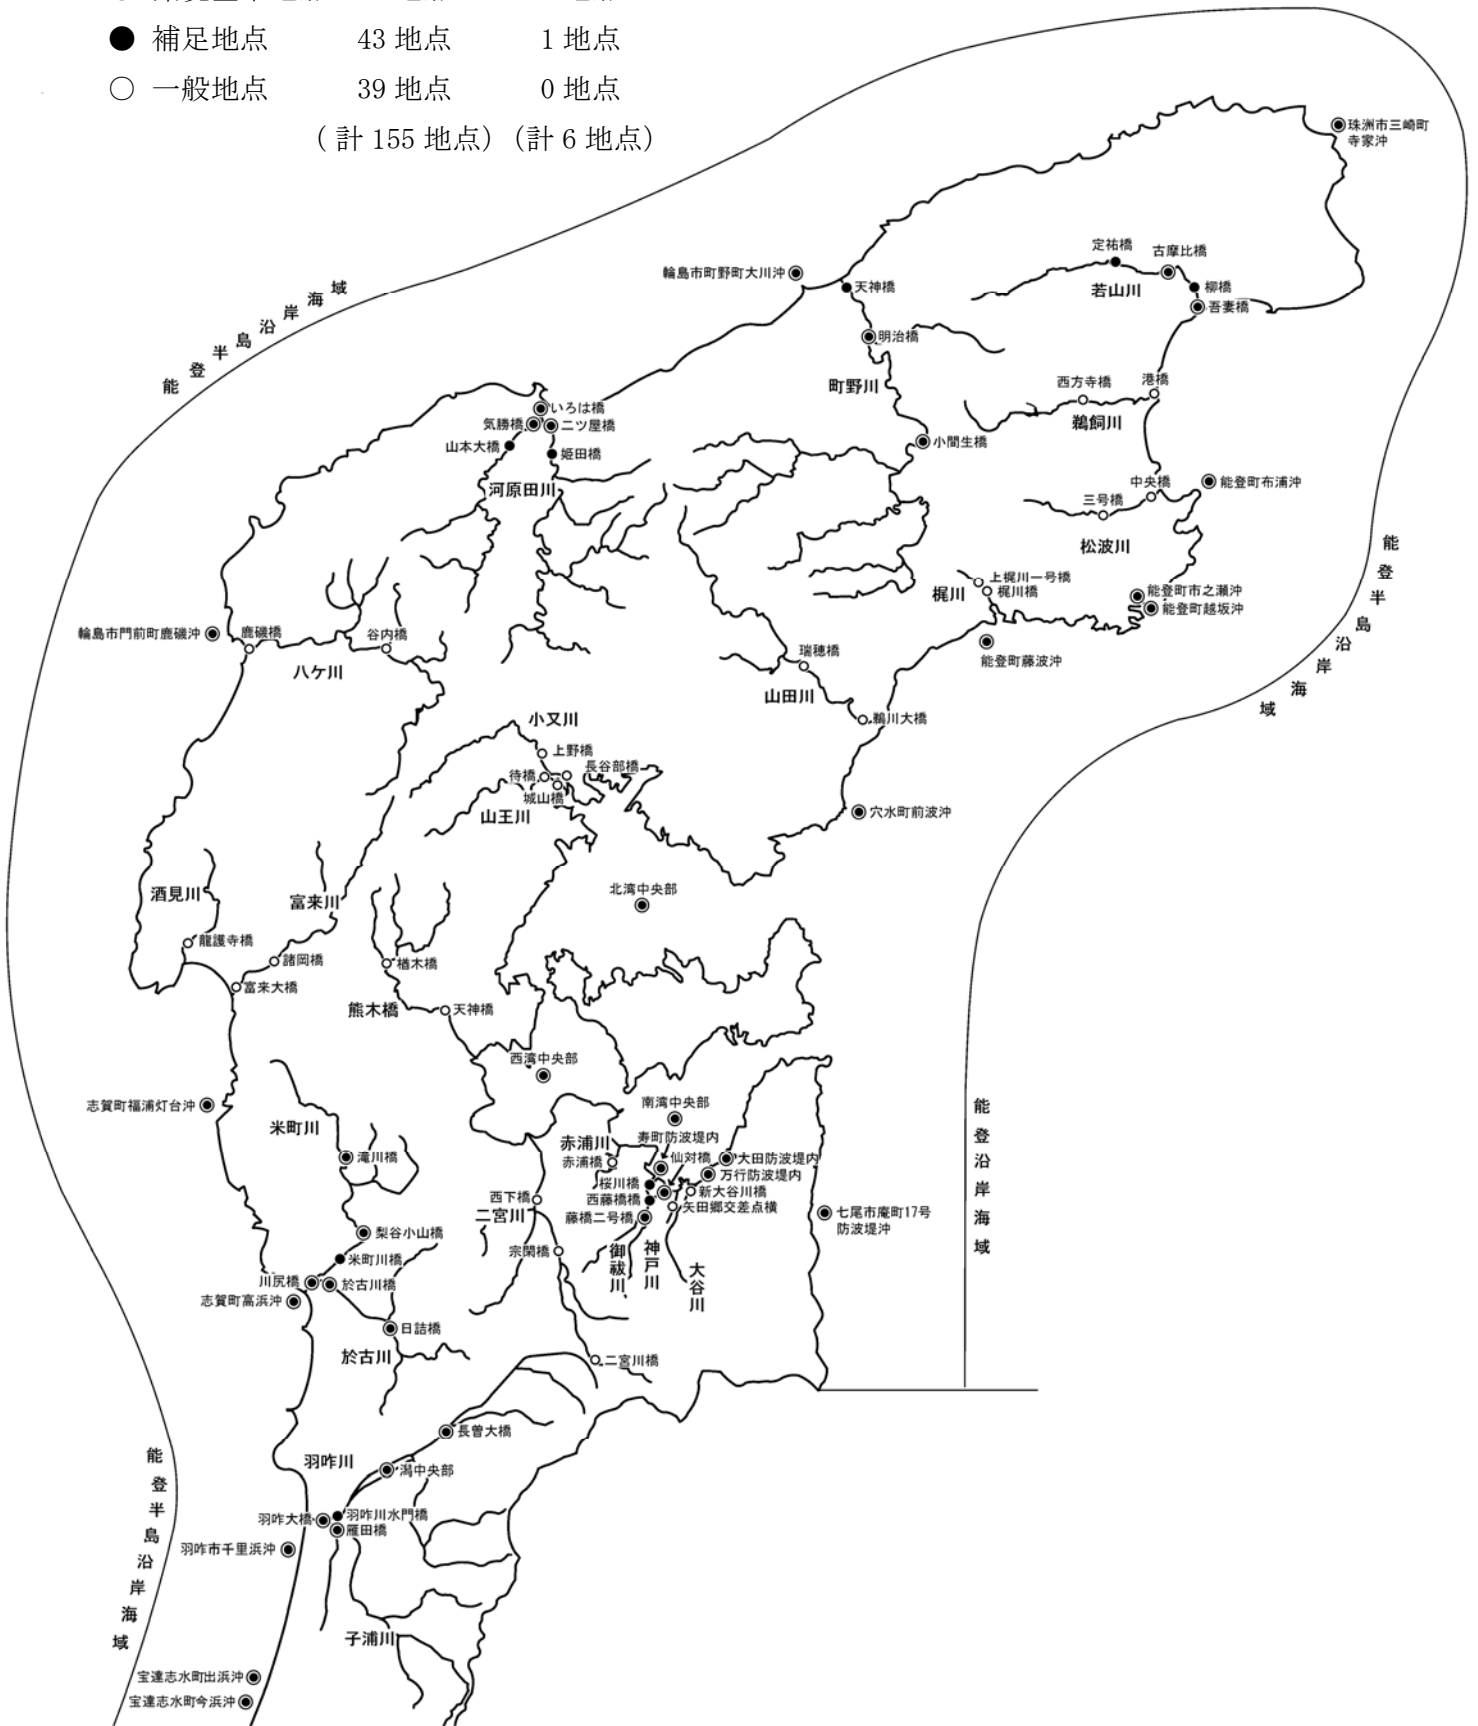 ● 補足地点 43 地点 1 地点
○ 一般地点 39 地点 0 地点
(計 155 地点) (計 6 地点)
珠洲市三崎町
寺家沖
定祐橋
古摩比橋
輪島市町野町大川沖
天神橋
若山川
柳橋
吾妻橋
能登半島沿岸海域
明治橋
町野川
西方寺橋
港橋
鵜飼川
いろは橋
気勝橋
二ツ屋橋
山本大橋
姫田橋
小間生橋
河原田川
中央橋
能登町布浦沖
三号橋
松波川
能登半島沿岸海域
上梶川一号橋
梶川
梶川橋
能登町市之瀬沖
能登町越坂沖
輪島市門前町鹿磯沖
鹿磯橋
谷内橋
八ケ川
瑞穂橋
能登町藤波沖
山田川
鵜川大橋
小又川
上野橋
待橋
長谷部橋
城山橋
山王川
穴水町前波沖
酒見川
富来川
北湾中央部
龍護寺橋
諸岡橋
楢木橋
富来大橋
熊木橋
天神橋
西湾中央部
志賀町福浦灯台沖
米町川
南湾中央部
寿町防波堤内
赤浦川
赤浦橋
仙対橋
大田防波堤内
万行防波堤内
滝川橋
桜川橋
新大谷川橋
西下橋
西藤橋橋
矢田郷交差点横
二宮川
藤橋二号橋
七尾市庵町17号
防波堤沖
能登沿岸海域
梨谷小山橋
宗閑橋
米町川橋
御祓川
神戸川
大谷川
川尻橋
於古川橋
志賀町高浜沖
日詰橋
於古川
二宮川橋
長曽大橋
能登半島沿岸海域
羽咋川
潟中央部
羽咋大橋
羽咋川水門橋
雁田橋
羽咋市千里浜沖
子浦川
宝達志水町出浜沖
宝達志水町今浜沖